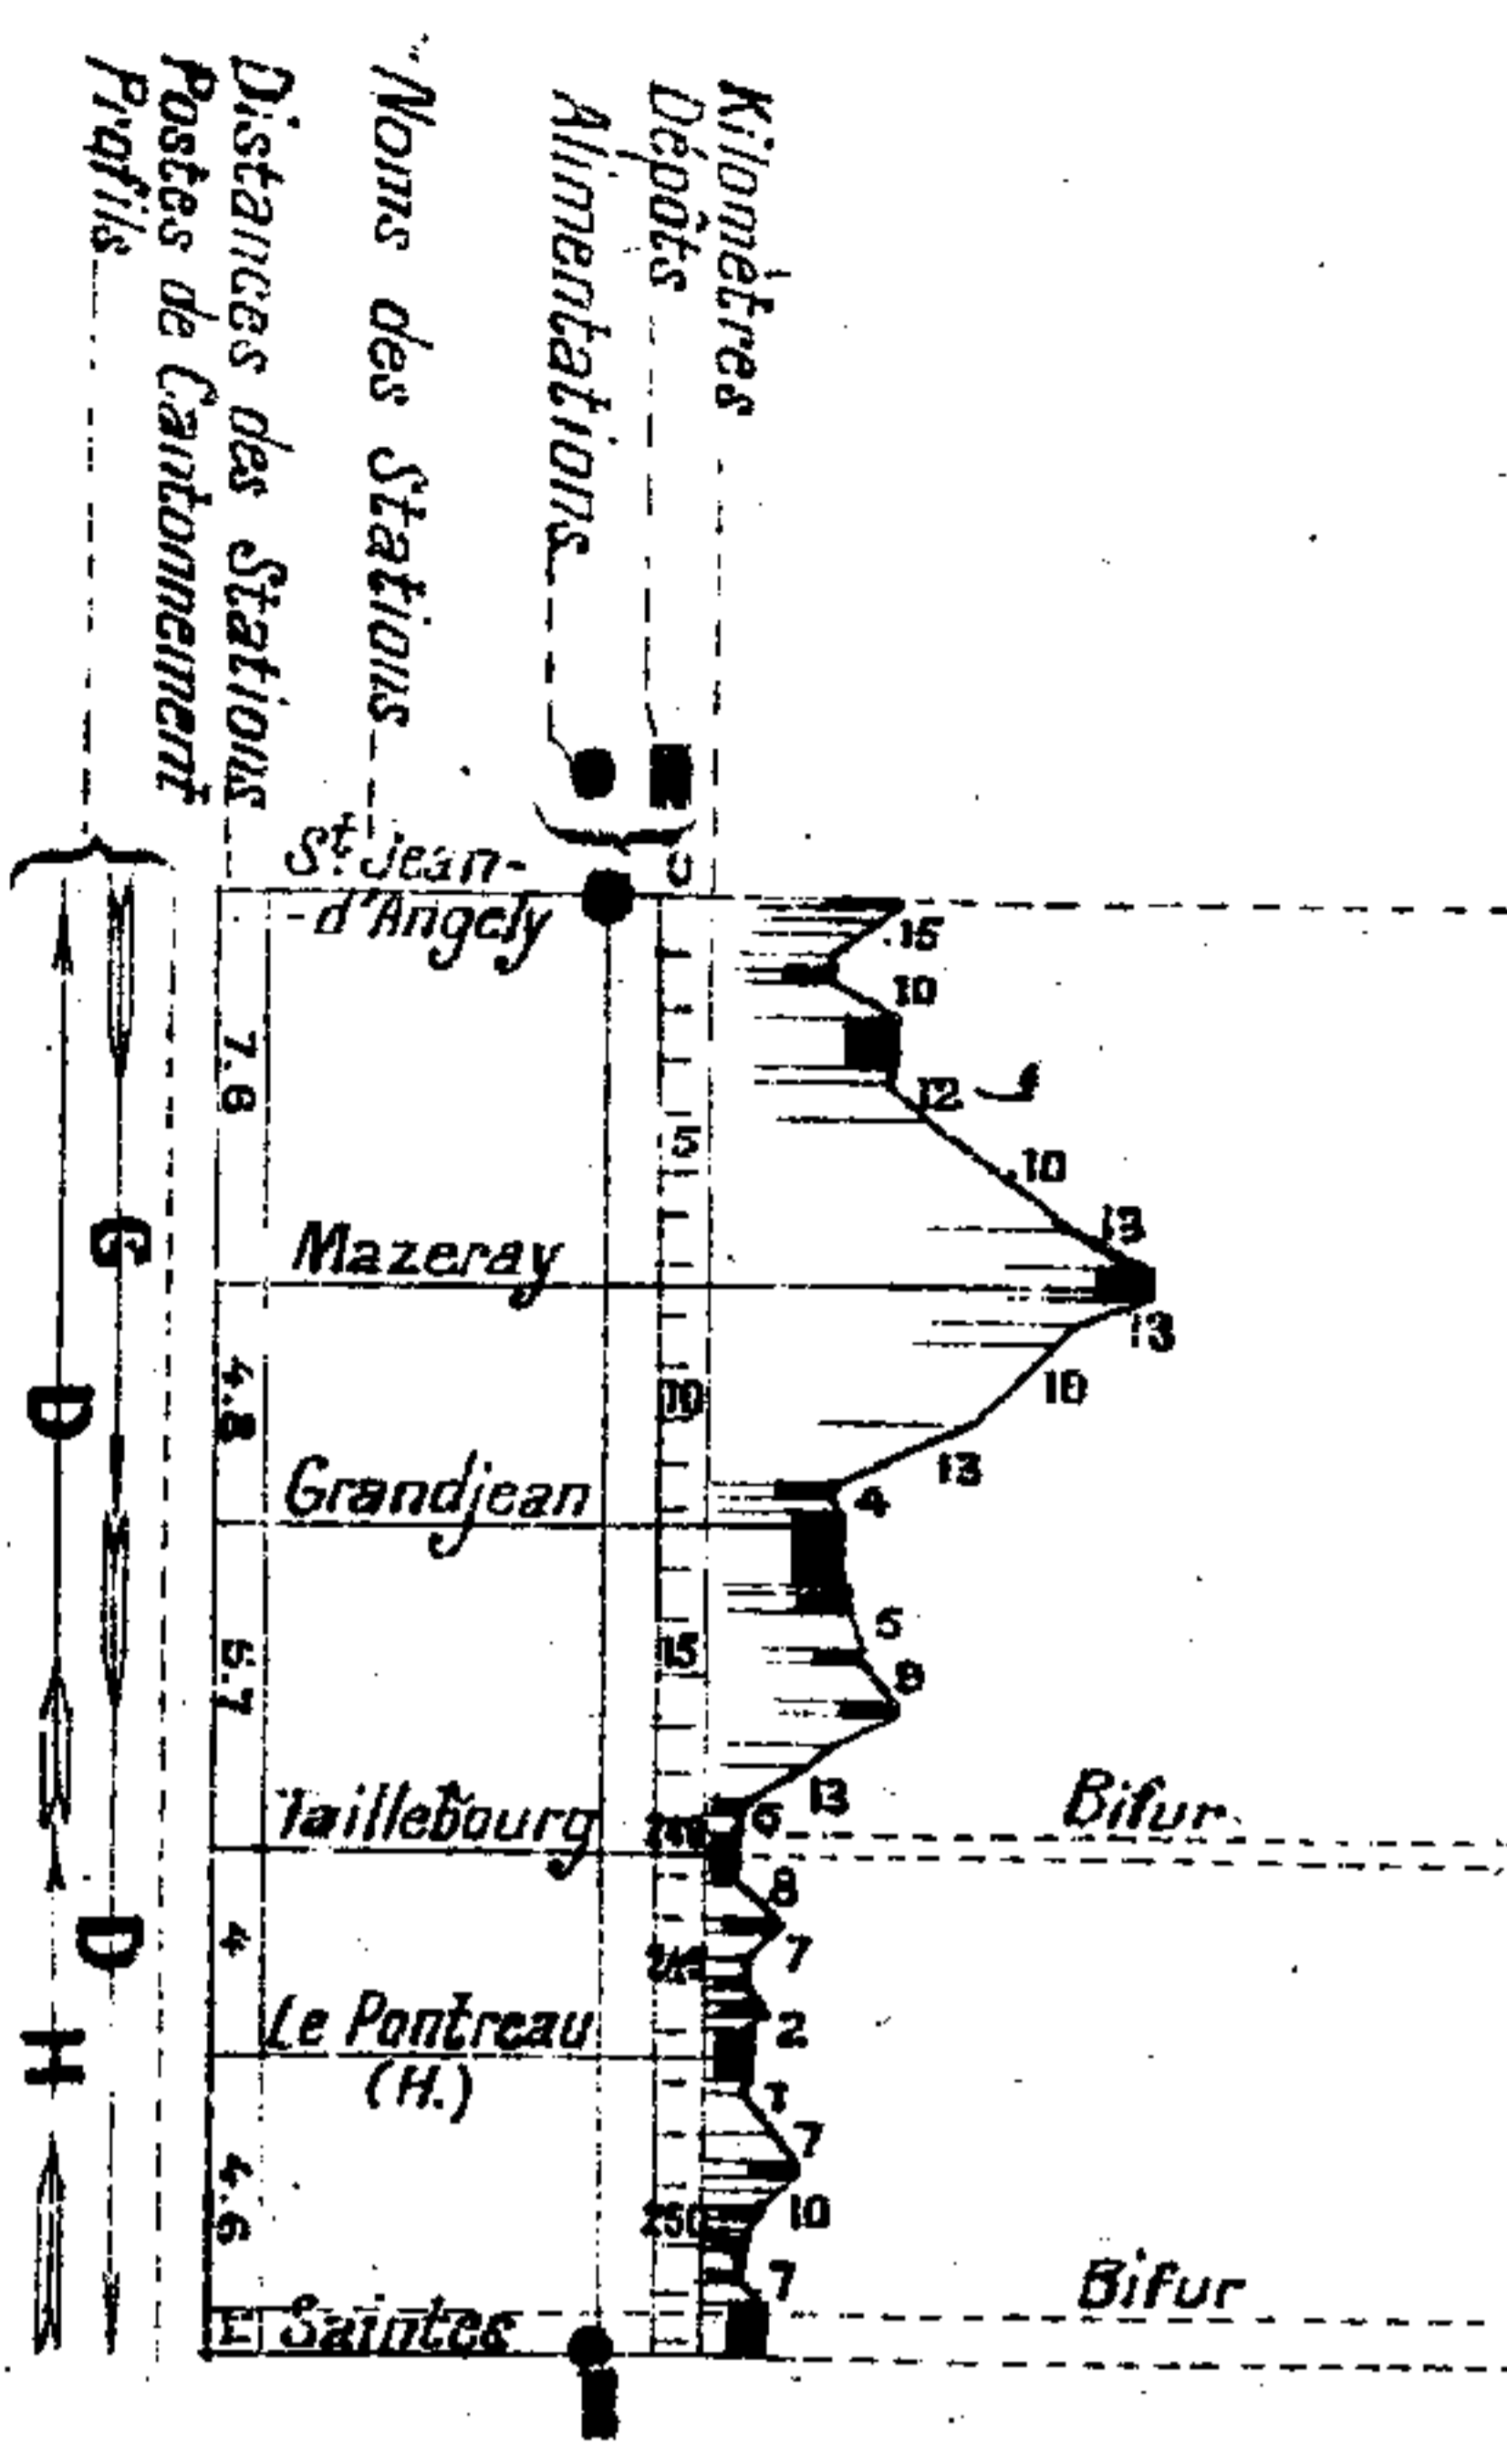 Kilomètres
Dépôts
Alimentations
Noms des Stations
Distances des Stations
Postes de Cantonnement
Profils
St Jean-
-d'Angely
0
15
10
7.6
12
5
10
13
G
Mazeray
13
10
4.8
10
D
13
Grandjean
4
5
5.7
15
9
13
Bifur.
Taillebourg
6
8
4
7
D
Le Pontreau
(H.)
2
H
7
4.6
10
250
7
Bifur
E
Saintes